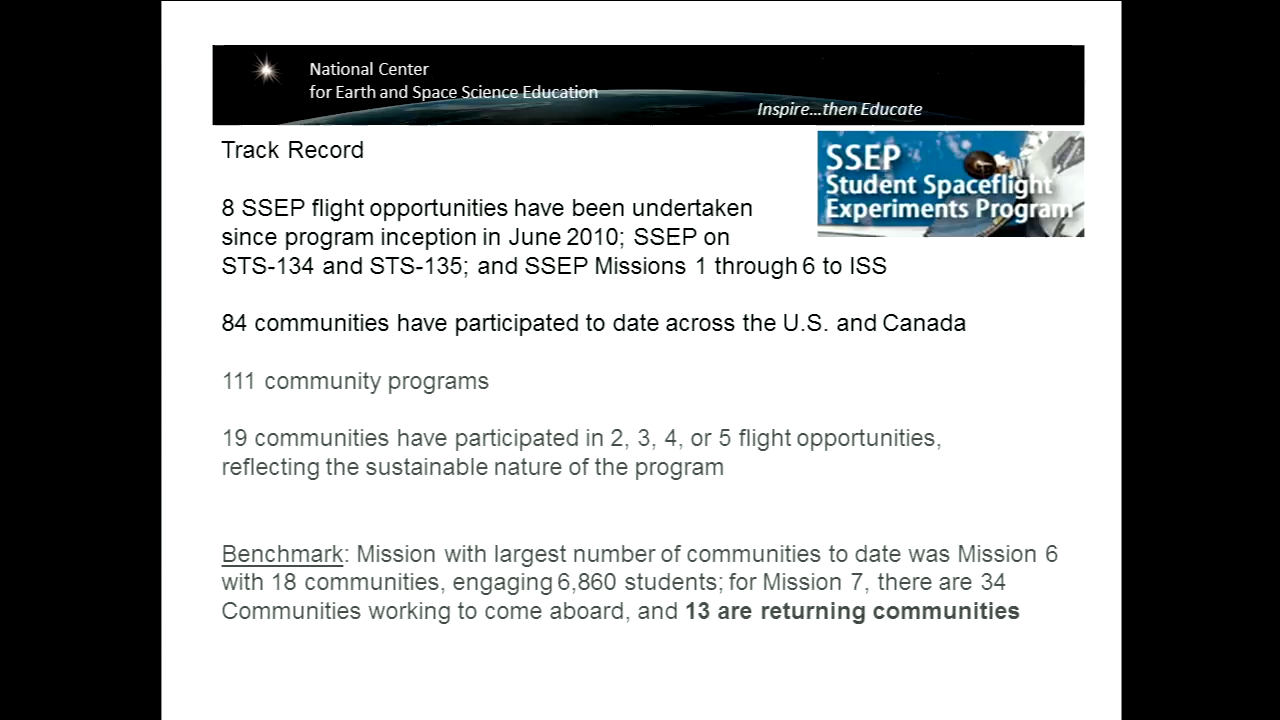 National Center
for Earth and Space Science Education
Inspire...then Educate
Track Record
SSEP
Student Spaceflight
Experiments Program
8 SSEP flight opportunities have been undertaken
since program inception in June 2010; SSEP on
STS-134 and STS-135; and SSEP Missions 1 through 6 to ISS
84 communities have participated to date across the U.S. and Canada
111 community programs
19 communities have participated in 2, 3, 4, or 5 flight opportunities,
reflecting the sustainable nature of the program
Benchmark: Mission with largest number of communities to date was Mission 6
with 18 communities, engaging 6,860 students; for Mission 7, there are 34
Communities working to come aboard, and 13 are returning communities